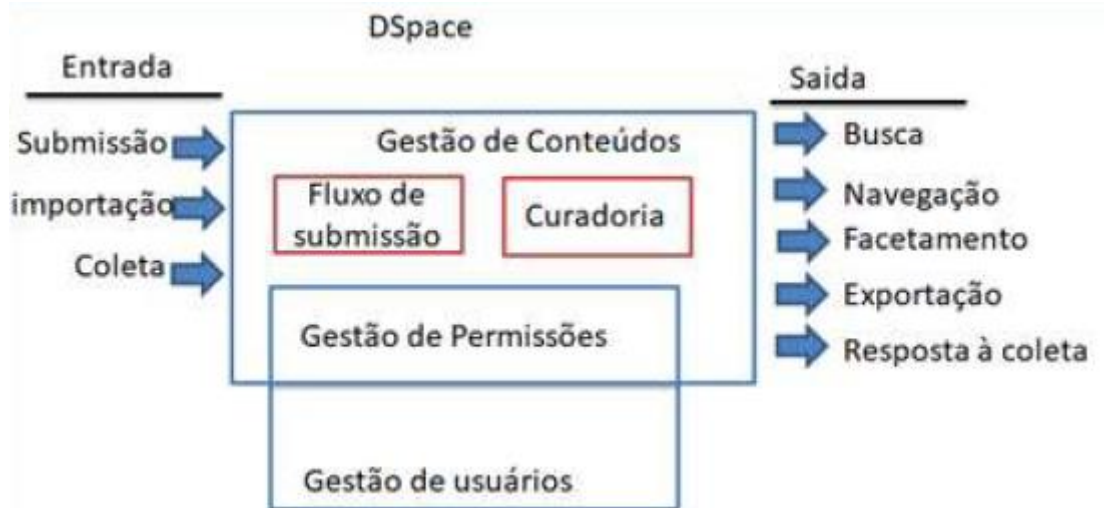 DSpace
Entrada
Saida
Submissão
importação
Coleta
Gestão de Conteúdos
Fluxo de
submissão
Curadoria
Gestão de Permissões
Gestão de usuários
Busca
Navegação
Facetamento
Exportação
Resposta à coleta